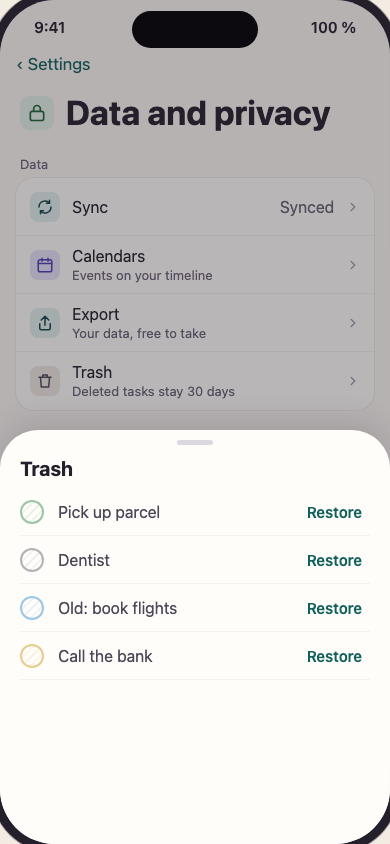 9:41
100 %
‹ Settings
Data and privacy
Data
Sync
Synced
Calendars
Events on your timeline
Export
Your data, free to take
Trash
Deleted tasks stay 30 days
Trash
Pick up parcel
Restore
Dentist
Restore
Old: book flights
Restore
Call the bank
Restore